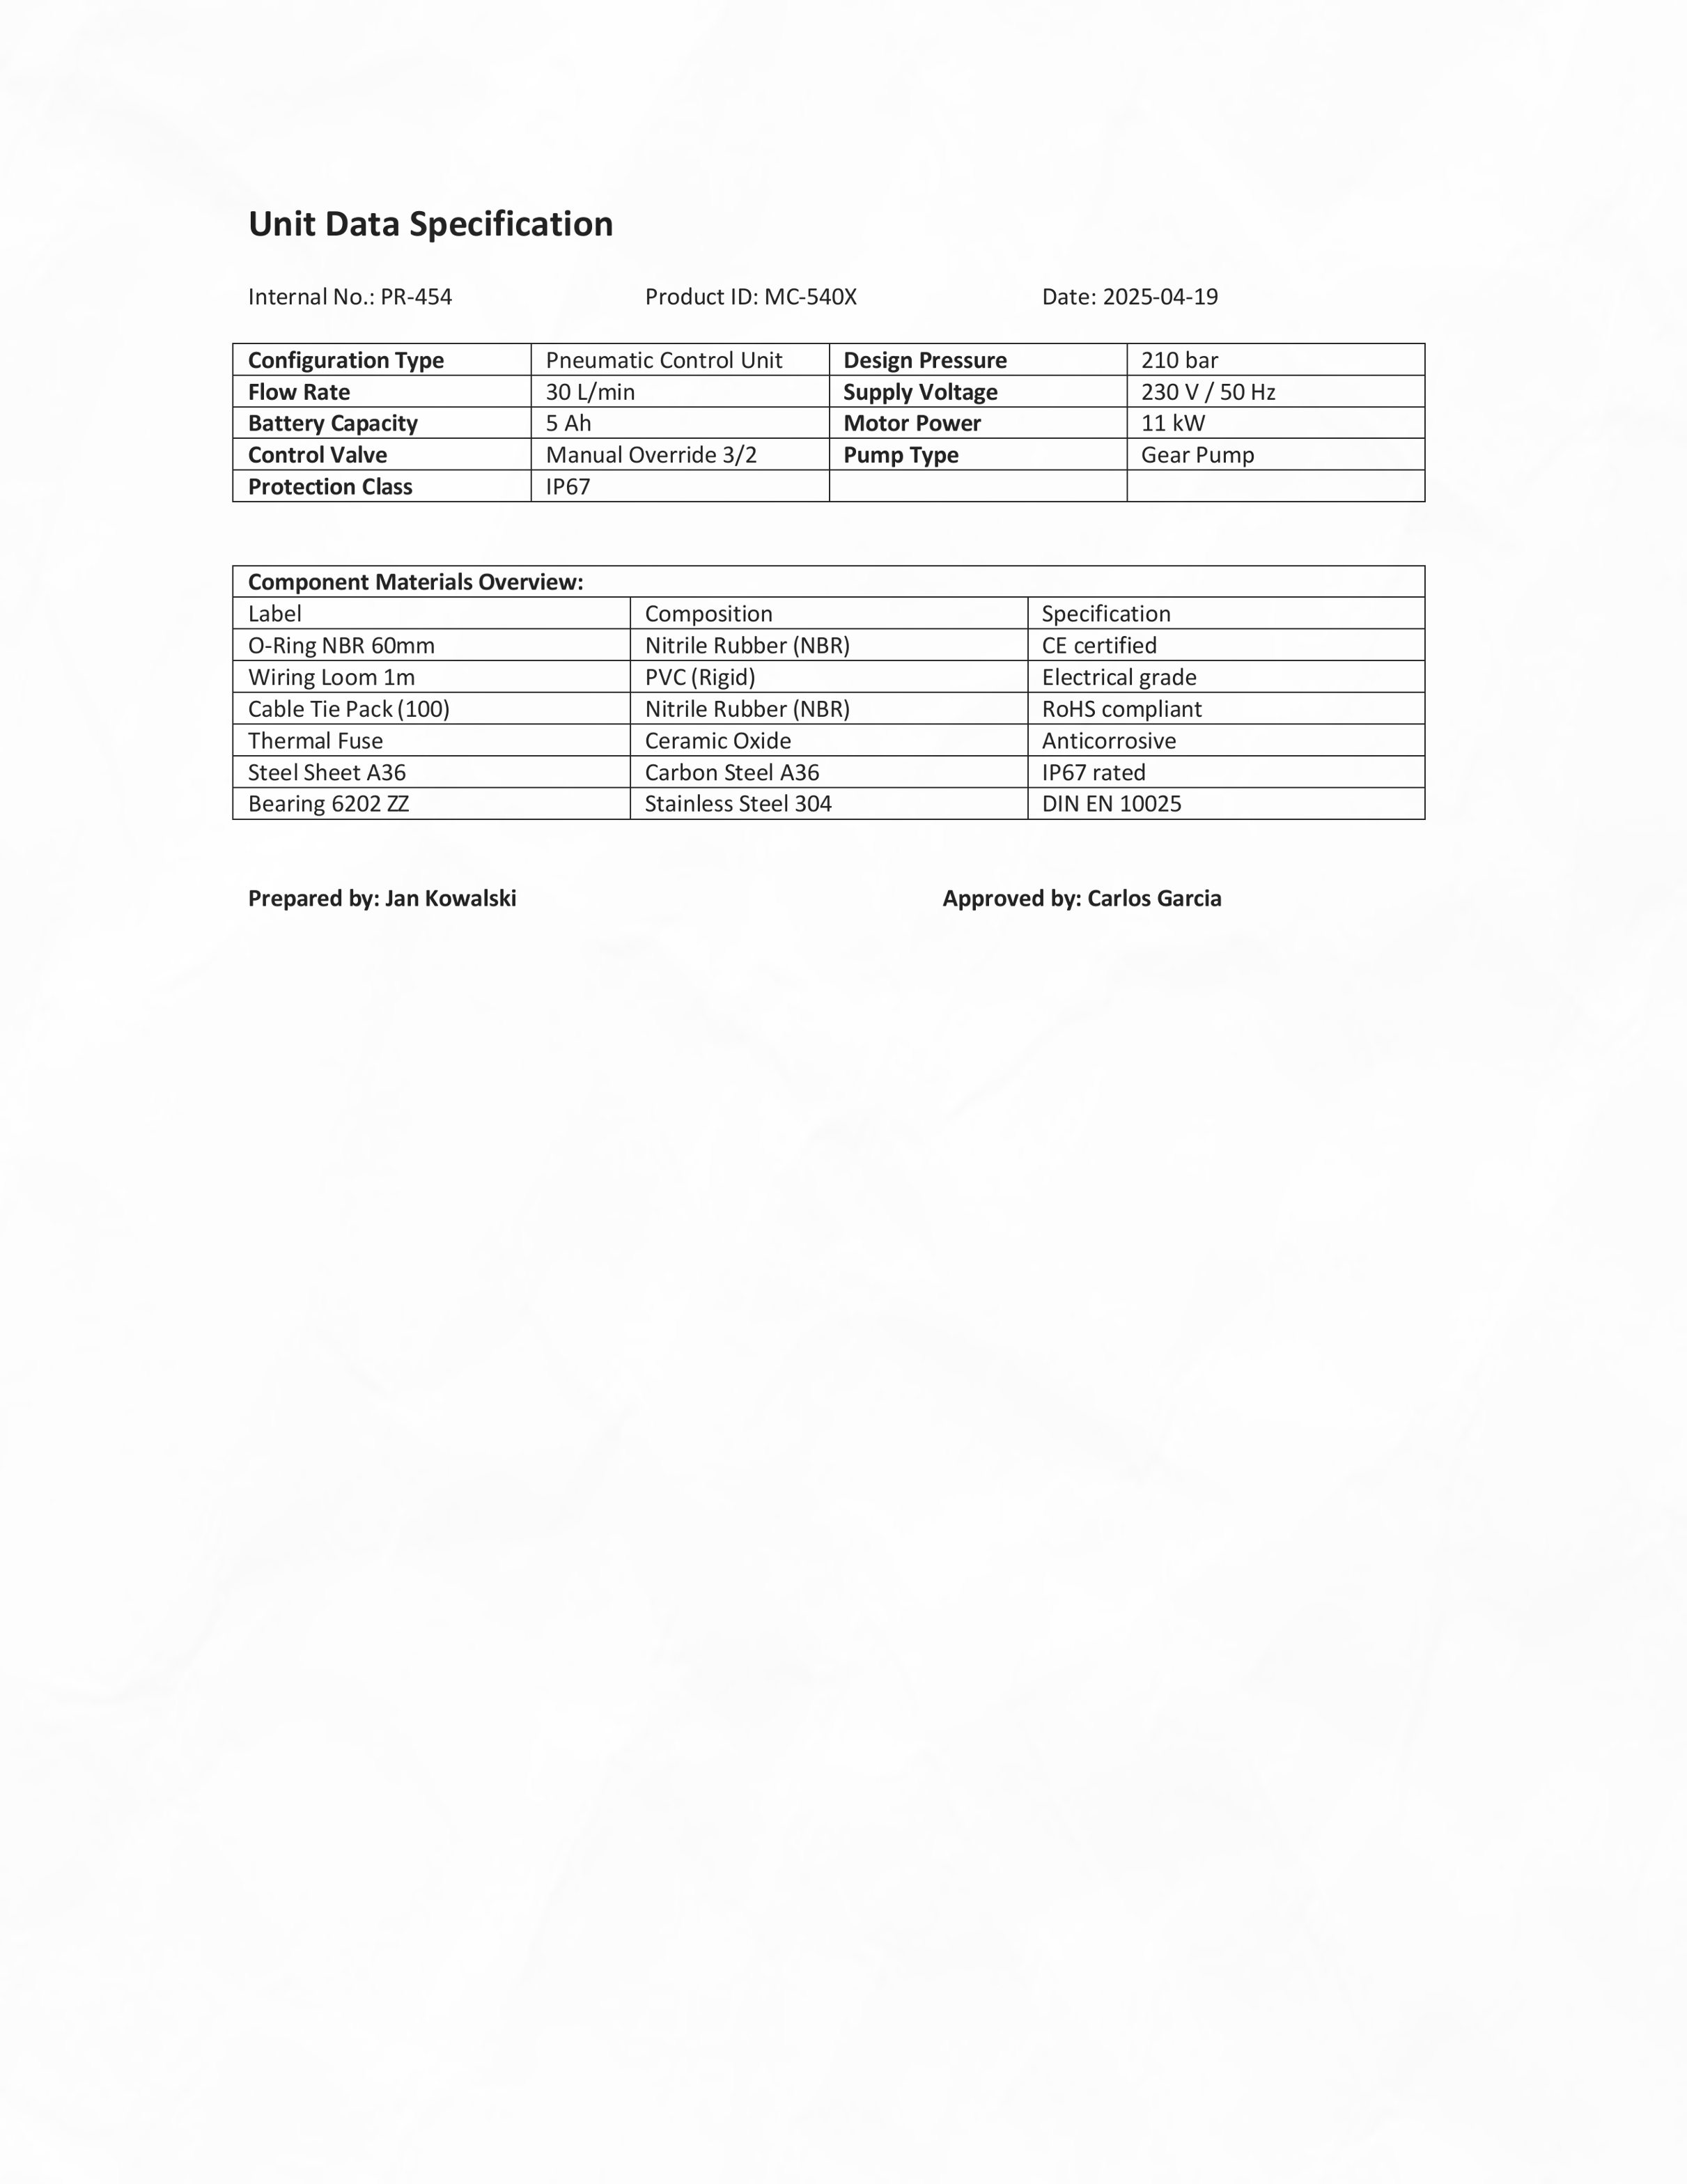 Unit Data Specification
Internal No.: PR-454 Product ID: MC-540X Date: 2025-04-19
Configuration Type Pneumatic Control Unit Design Pressure 210 bar
Flow Rate 30 L/min Supply Voltage 230 V / 50 Hz
Battery Capacity 5 Ah Motor Power 11 kW
Control Valve Manual Override 3/2 Pump Type Gear Pump
Protection Class IP67
Component Materials Overview:
Label Composition Specification
O-Ring NBR 60mm Nitrile Rubber (NBR) CE certified
Wiring Loom 1m PVC (Rigid) Electrical grade
Cable Tie Pack (100) Nitrile Rubber (NBR) RoHS compliant
Thermal Fuse Ceramic Oxide Anticorrosive
Steel Sheet A36 Carbon Steel A36 IP67 rated
Bearing 6202 ZZ Stainless Steel 304 DIN EN 10025
Prepared by: Jan Kowalski Approved by: Carlos Garcia